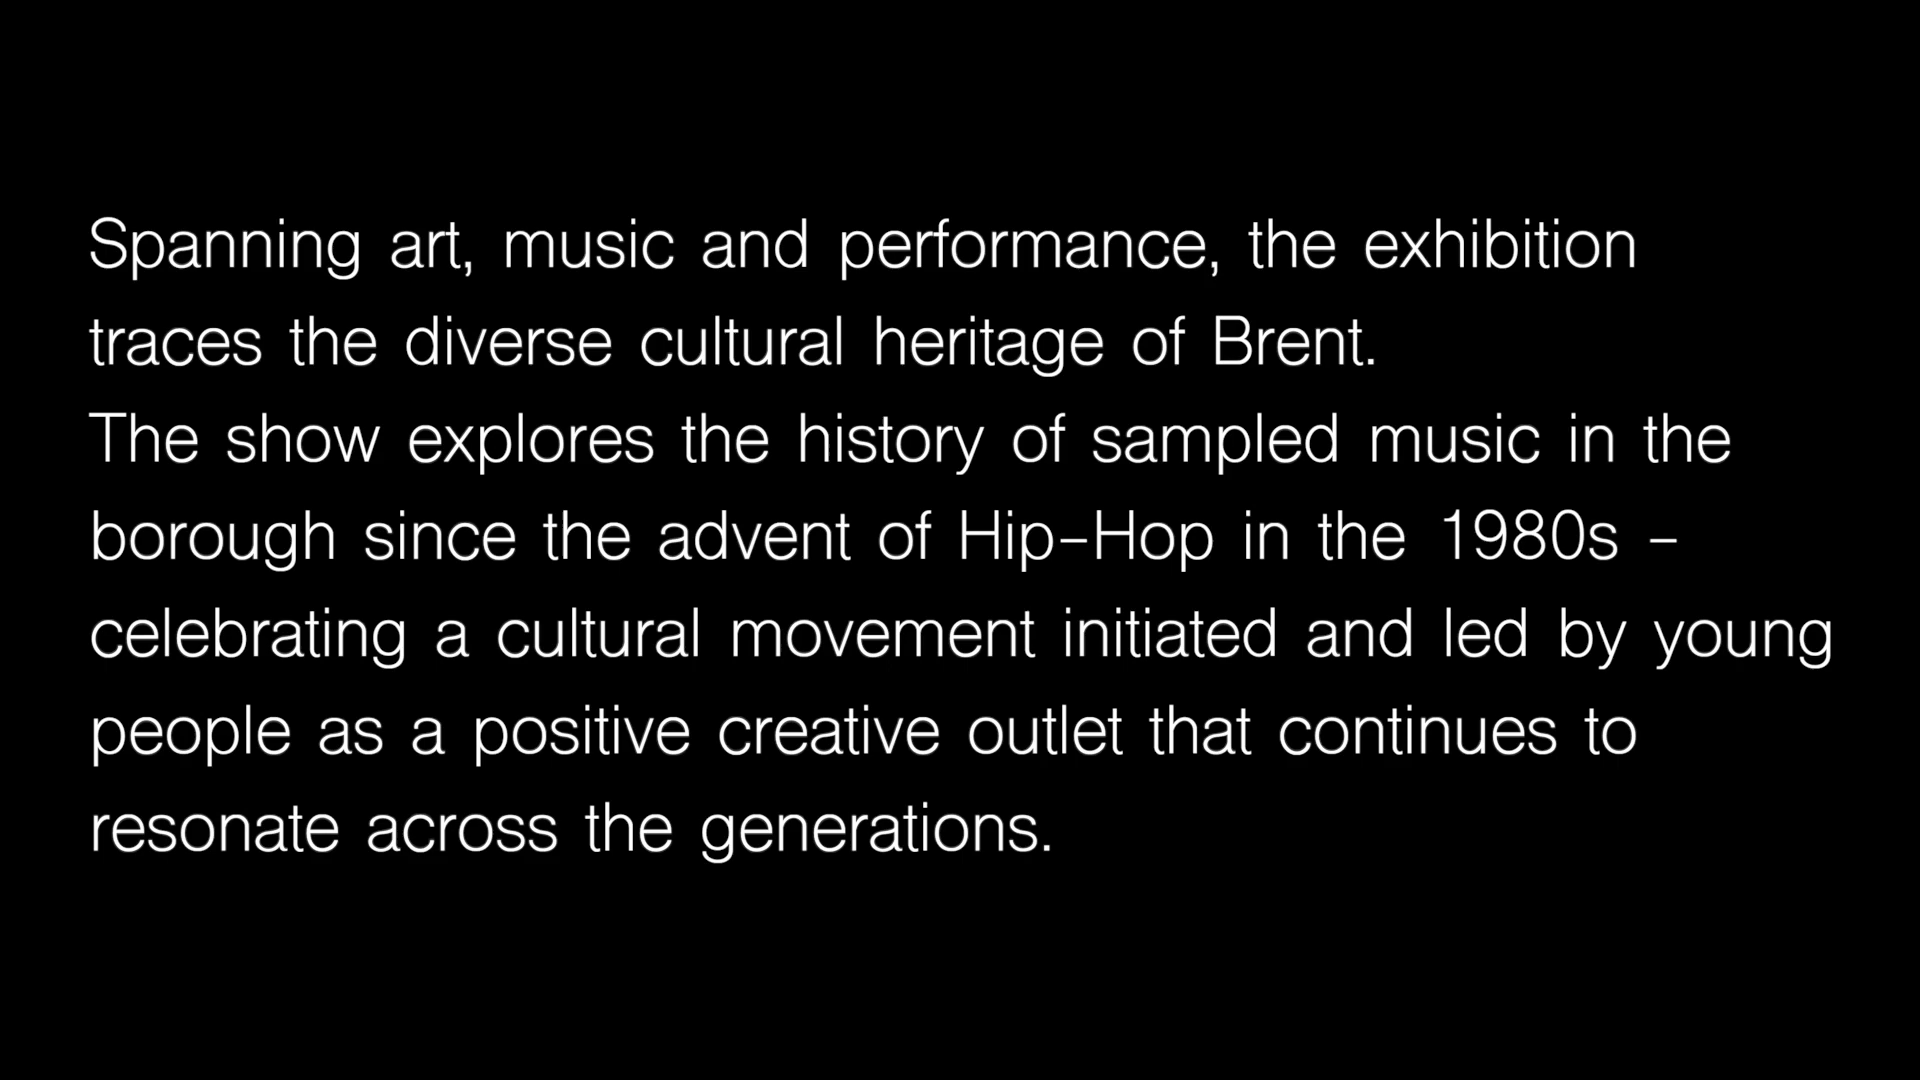 Spanning art, music and performance, the exhibition
traces the diverse cultural heritage of Brent.
The show explores the history of sampled music in the
borough since the advent of Hip-Hop in the 1980s -
celebrating a cultural movement initiated and led by young
people as a positive creative outlet that continues to
resonate across the generations.